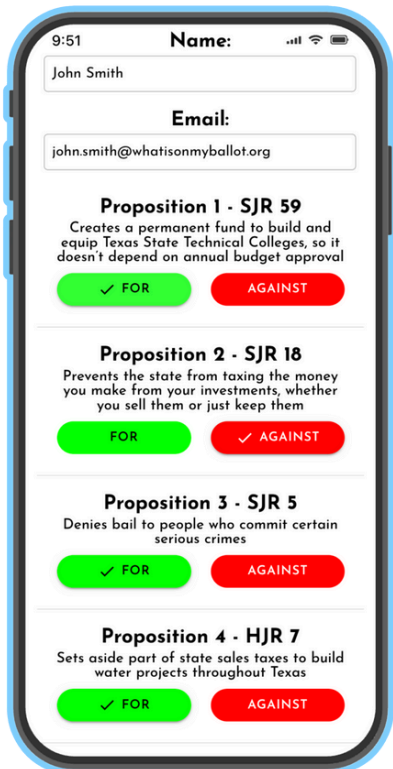 9:51
Name:
John Smith
Email:
john.smith@whatisonmyballot.org
Proposition 1 - SJR 59
Creates a permanent fund to build and
equip Texas State Technical Colleges, so it
doesn't depend on annual budget approval
✓ FOR
AGAINST
Proposition 2 - SJR 18
Prevents the state from taxing the money
you make from your investments, whether
you sell them or just keep them
FOR
✓ AGAINST
Proposition 3 - SJR 5
Denies bail to people who commit certain
serious crimes
✓ FOR
AGAINST
Proposition 4 - HJR 7
Sets aside part of state sales taxes to build
water projects throughout Texas
✓ FOR
AGAINST